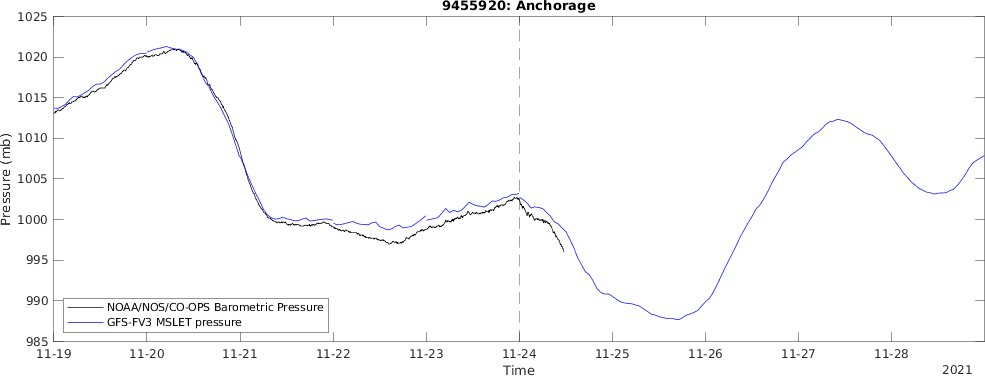 9455920: Anchorage
1025
1020
1015
1010
1005
1000
995
990
985
Pressure (mb)
NOAA/NOS/CO-OPS Barometric Pressure
GFS-FV3 MSLET pressure
11-19 11-20 11-21 11-22 11-23 11-24 11-25 11-26 11-27 11-28
Time
2021